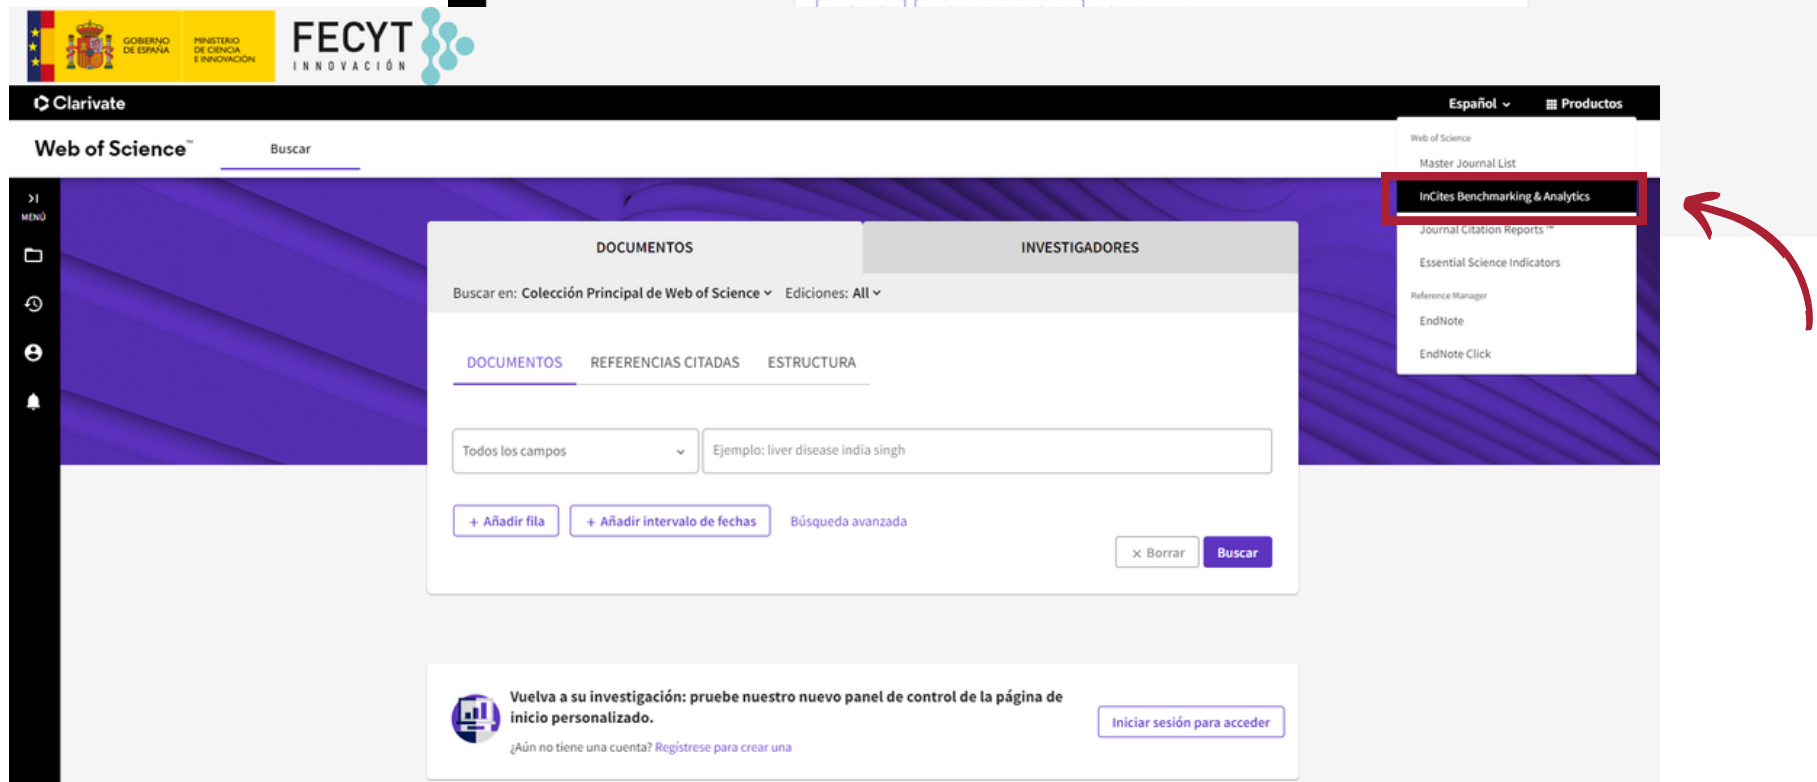 GOBIERNO
DE ESPAÑA
MINISTERIO
DE CIENCIA
E INNOVACIÓN
FECYT
INNOVACIÓN
Clarivate
Español
Productos
Web of Science™
Buscar
Web of Science
Master Journal List
InCites Benchmarking & Analytics
Journal Citation Reports ™
Essential Science Indicators
Reference Manager
EndNote
EndNote Click
MENÚ
DOCUMENTOS
INVESTIGADORES
Buscar en: Colección Principal de Web of Science Ediciones: All
DOCUMENTOS REFERENCIAS CITADAS ESTRUCTURA
Todos los campos
Ejemplo: liver disease india singh
+ Añadir fila
+ Añadir intervalo de fechas
Búsqueda avanzada
× Borrar
Buscar
Vuelva a su investigación: pruebe nuestro nuevo panel de control de la página de
inicio personalizado.
¿Aún no tiene una cuenta? Regístrese para crear una
Iniciar sesión para acceder